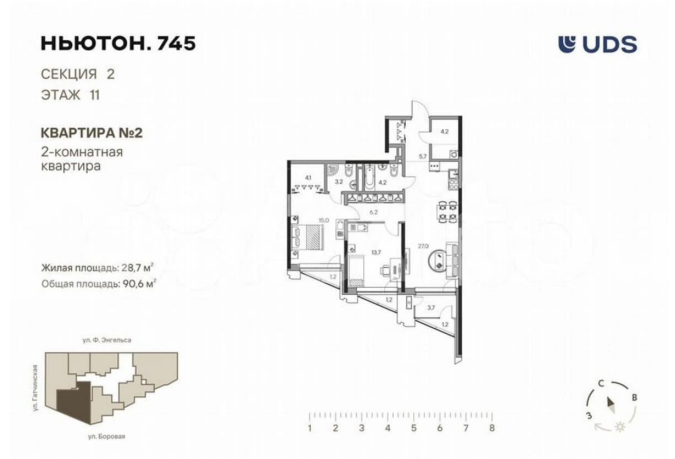 НЬЮТОН. 745
UDS
СЕКЦИЯ 2
ЭТАЖ 11
КВАРТИРА №2
2-комнатная
квартира
4,2
5,7
4,1
3,2
4,2
6,2
15,0
13,7
27,0
1,2
1,2
3,7
1,2
Жилая площадь: 28,7 м²
Общая площадь: 90,6 м²
ул. Ф. Энгельса
ул. Гатчинская
ул. Боровая
1 2 3 4 5 6 7 8
С
В
З